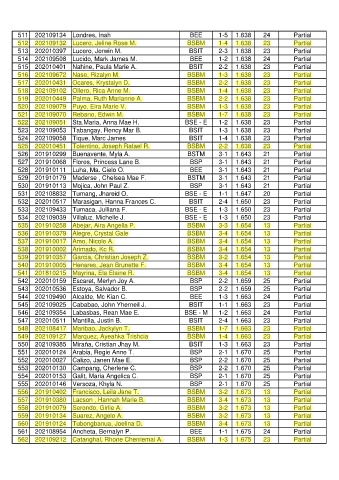 511 202109134 Londres, Inah BEE 1-5 1.638 24 Partial
512 202109132 Lucero, Jeline Rose M. BSBM 1-4 1.638 23 Partial
513 202010397 Lucero, Jorwin M. BSIT 2-3 1.638 23 Partial
514 202109508 Lucido, Mark James M. BEE 1-2 1.638 24 Partial
515 202010401 Nahine, Paula Marie A. BSIT 2-2 1.638 23 Partial
516 202109672 Nase, Rizalyn M. BSBM 1-3 1.638 23 Partial
517 202010431 Ocares, Krystalyn D. BSBM 2-2 1.638 23 Partial
518 202109102 Ollero, Rica Anne M. BSBM 1-4 1.638 23 Partial
519 202010449 Palma, Ruth Marianne A. BSBM 2-2 1.638 23 Partial
520 202109079 Puyo, Eira Marie V. BSBM 1-3 1.638 23 Partial
521 202109070 Rebano, Edwin M. BSBM 1-7 1.638 23 Partial
522 202109051 Sta Maria, Anna Mae H. BSE - E 1-2 1.638 23 Partial
523 202109053 Tabangay, Rency Mar B. BSIT 1-3 1.638 23 Partial
524 202109058 Tique, Marc James BSIT 1-4 1.638 23 Partial
525 202010451 Tolentino, Joseph Rafael R. BSBM 2-2 1.638 23 Partial
526 201910299 Buenavente, Myla A. BSTM 3-1 1.643 21 Partial
527 201910068 Flores, Princess Lane B. BSP 3-1 1.643 21 Partial
528 201910111 Luna, Ma. Cielo O. BEE 3-1 1.643 21 Partial
529 201910179 Maderse , Chelsea Mae F. BSTM 3-1 1.643 21 Partial
530 201910113 Mojica, John Paul Z. BSP 3-1 1.643 21 Partial
531 202108832 Tumang, Jhareidi O. BSE - E 1-1 1.647 20 Partial
532 202010517 Marasigan, Hanna Frances C. BSIT 2-4 1.650 23 Partial
533 202109433 Tumaca, Julliana F. BSE - E 1-3 1.650 23 Partial
534 202109039 Villaluz, Michelle J. BSE - E 1-3 1.650 23 Partial
535 201910258 Abejar, Aira Angella P. BSBM 3-3 1.654 13 Partial
536 201910379 Alegre, Crystal Gale BSBM 3-4 1.654 13 Partial
537 201910017 Amo, Nicole A. BSBM 3-4 1.654 13 Partial
538 201910002 Arimado, Kc R. BSBM 3-4 1.654 13 Partial
539 201910357 Garcia, Christian Joseph Z. BSBM 3-2 1.654 13 Partial
540 201910005 Henares, Jean Brunette F. BSBM 3-4 1.654 13 Partial
541 201810215 Mayrina, Ela Elaine R. BSBM 3-4 1.654 13 Partial
542 202010159 Escarel, Merlyn Joy A. BSP 2-2 1.659 25 Partial
543 202010536 Estoya, Salvador B. BSP 2-2 1.659 25 Partial
544 202109490 Alcalde, Mc Kian C. BEE 1-3 1.663 24 Partial
545 202109025 Cababao, John Yherneil J. BSIT 1-1 1.663 23 Partial
546 202109354 Labasbas, Rean Mae E. BSE - M 1-2 1.663 24 Partial
547 202010511 Montilla, Justin B. BSIT 2-4 1.663 23 Partial
548 202108417 Maribao, Jackylyn T. BSBM 1-7 1.663 23 Partial
549 202109127 Marquez, Ayeahka Trishcia BSBM 1-4 1.663 23 Partial
550 202109385 Miraña, Cristian Jhay M. BSIT 1-3 1.663 23 Partial
551 202010124 Arabia, Regie Anne T. BSP 2-1 1.670 25 Partial
552 202010027 Calizo, Janen Mae E. BSP 2-2 1.670 25 Partial
553 202010130 Campang, Cherlene C. BSP 2-2 1.670 25 Partial
554 202010153 Galit, Maria Angelica C. BSP 2-1 1.670 25 Partial
555 202010146 Versoza, Khyla N. BSP 2-1 1.670 25 Partial
556 201910402 Francisco, Leila Jane T. BSBM 3-2 1.673 13 Partial
557 201910380 Lacson , Hannah Marie B. BSBM 3-4 1.673 13 Partial
558 201910079 Sorondo, Girlie A. BSBM 3-2 1.673 13 Partial
559 201910134 Suarez, Angelo A. BSBM 3-2 1.673 13 Partial
560 201910124 Tubongbanua, Joelina D. BSBM 3-4 1.673 13 Partial
561 202108954 Ancheta, Bernalyn P. BEE 1-1 1.675 24 Partial
562 202109212 Catanghal, Rhone Cherriemai A. BSBM 1-3 1.675 23 Partial